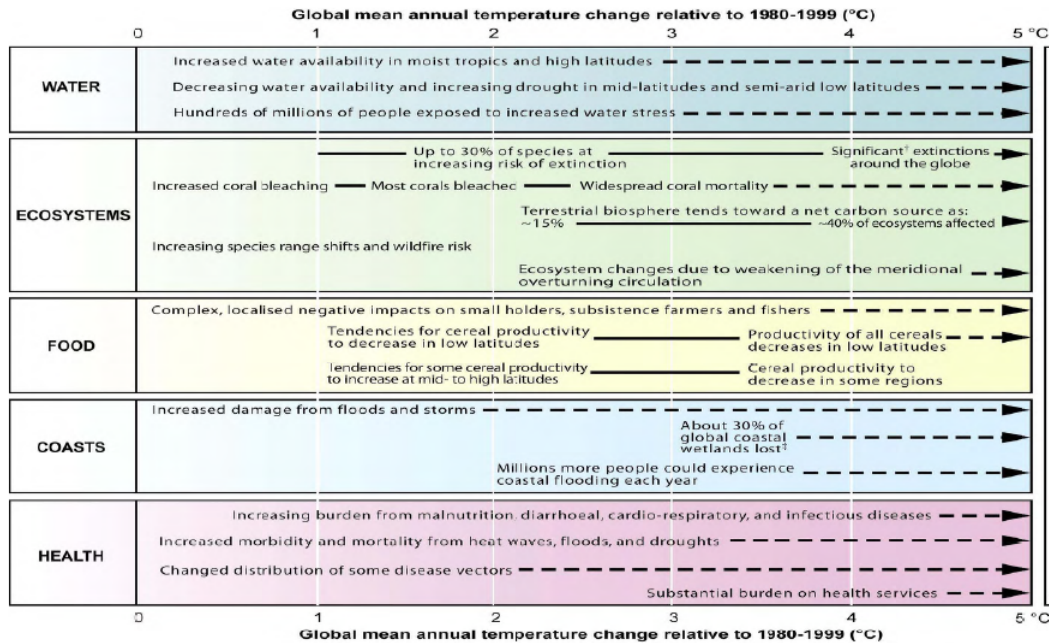 Global mean annual temperature change relative to 1980-1999 (°C)
0 1 2 3 4 5 °C
WATER
Increased water availability in moist tropics and high latitudes
Decreasing water availability and increasing drought in mid-latitudes and semi-arid low latitudes
Hundreds of millions of people exposed to increased water stress
ECOSYSTEMS
Up to 30% of species at
increasing risk of extinction
Significant† extinctions
around the globe
Increased coral bleaching Most corals bleached Widespread coral mortality
Terrestrial biosphere tends toward a net carbon source as:
~15% ~40% of ecosystems affected
Increasing species range shifts and wildfire risk
Ecosystem changes due to weakening of the meridional
overturning circulation
FOOD
Complex, localised negative impacts on small holders, subsistence farmers and fishers
Tendencies for cereal productivity
to decrease in low latitudes
Productivity of all cereals
decreases in low latitudes
Tendencies for some cereal productivity
to increase at mid- to high latitudes
Cereal productivity to
decrease in some regions
COASTS
Increased damage from floods and storms
About 30% of
global coastal
wetlands lost‡
Millions more people could experience
coastal flooding each year
HEALTH
Increasing burden from malnutrition, diarrhoeal, cardio-respiratory, and infectious diseases
Increased morbidity and mortality from heat waves, floods, and droughts
Changed distribution of some disease vectors
Substantial burden on health services
0 1 2 3 4 5 °C
Global mean annual temperature change relative to 1980-1999 (°C)